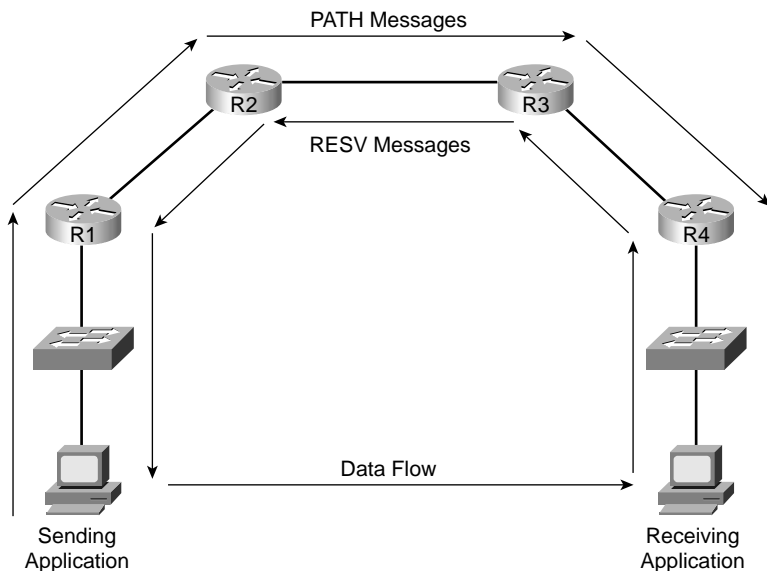 PATH Messages
R2
R3
RESV Messages
R1
R4
Data Flow
Sending
Application
Receiving
Application